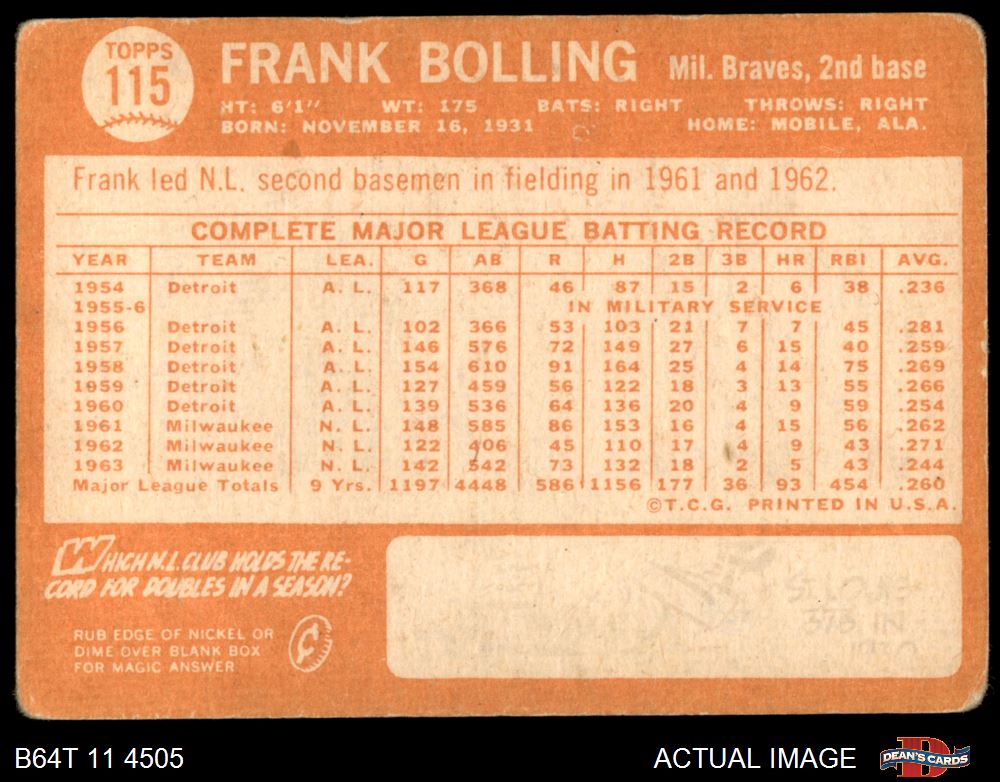 TOPPS
115
FRANK BOLLING Mil. Braves, 2nd base
HT: 6'1" WT: 175 BATS: RIGHT THROWS: RIGHT
BORN: NOVEMBER 16, 1931 HOME: MOBILE, ALA.
Frank led N.L. second basemen in fielding in 1961 and 1962.
COMPLETE MAJOR LEAGUE BATTING RECORD
YEAR TEAM LEA. G AB R H 2B 3B HR RBI AVG.
1954 Detroit A. L. 117 368 46 87 15 2 6 38 .236
1955-6 IN MILITARY SERVICE
1956 Detroit A. L. 102 366 53 103 21 7 7 45 .281
1957 Detroit A. L. 146 576 72 149 27 6 15 40 .259
1958 Detroit A. L. 154 610 91 164 25 4 14 75 .269
1959 Detroit A. L. 127 459 56 122 18 3 13 55 .266
1960 Detroit A. L. 139 536 64 136 20 4 9 59 .254
1961 Milwaukee N. L. 148 585 86 153 16 4 15 56 .262
1962 Milwaukee N. L. 122 406 45 110 17 4 9 43 .271
1963 Milwaukee N. L. 142 542 73 132 18 2 5 43 .244
Major League Totals 9 Yrs. 1197 4448 586 1156 177 36 93 454 .260
©T.C.G. PRINTED IN U.S.A.
WHICH N.L. CLUB HOLDS THE RE-
CORD FOR DOUBLES IN A SEASON?
RUB EDGE OF NICKEL OR
DIME OVER BLANK BOX
FOR MAGIC ANSWER
IN
B64T 11 4505 ACTUAL IMAGE DEAN'S CARDS